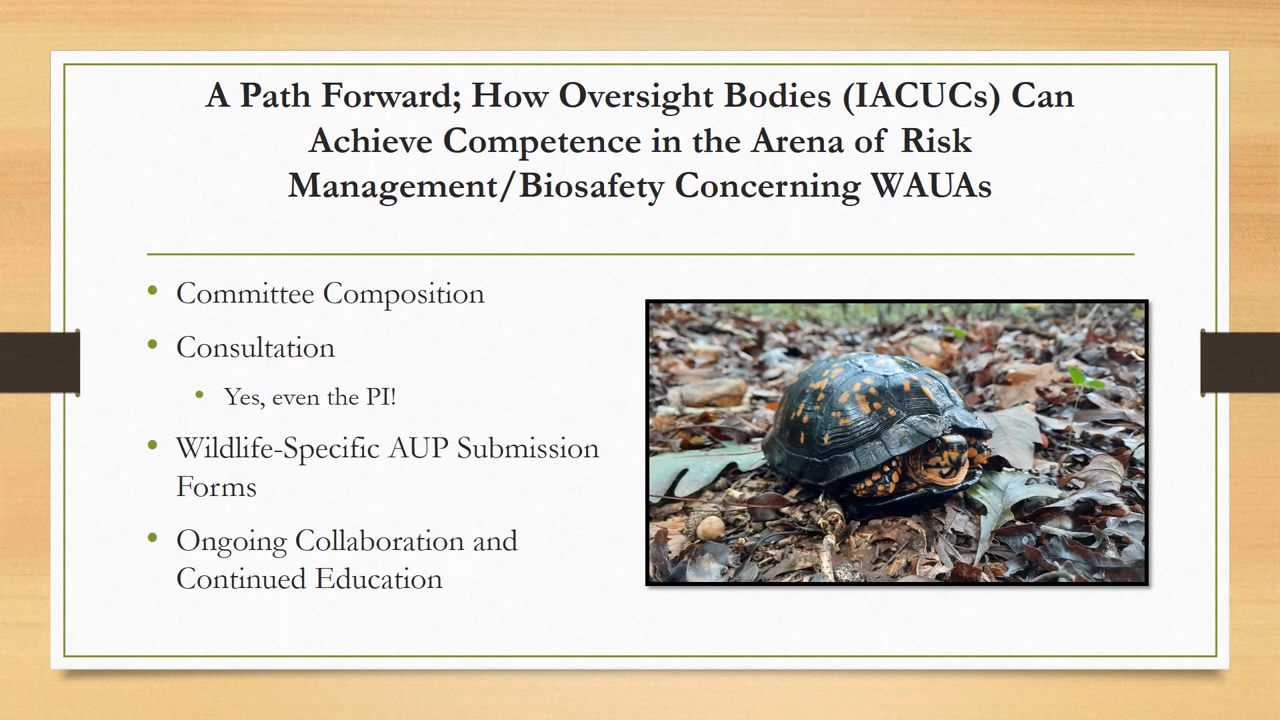 A Path Forward; How Oversight Bodies (IACUCs) Can
Achieve Competence in the Arena of Risk
Management/Biosafety Concerning WAUAs
Committee Composition
Consultation
Yes, even the PI!
Wildlife-Specific AUP Submission
Forms
Ongoing Collaboration and
Continued Education